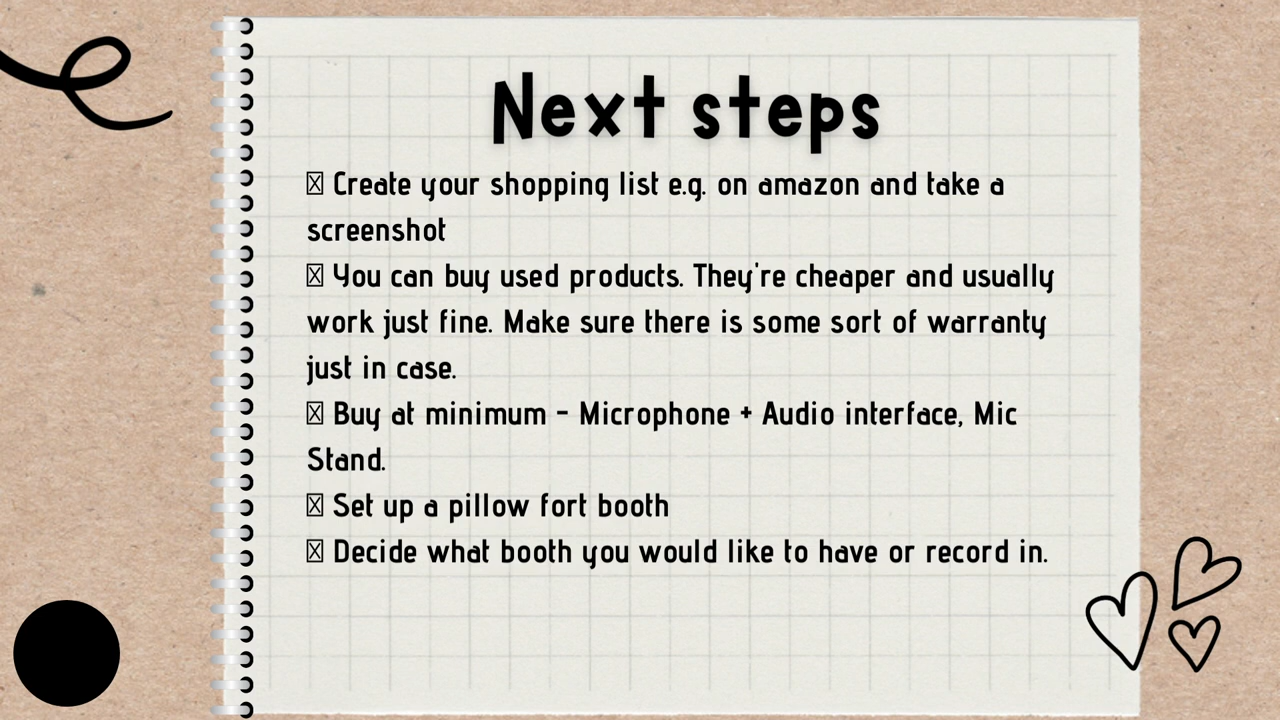 Next steps
☒ Create your shopping list e.g. on amazon and take a
screenshot
☒ You can buy used products. They're cheaper and usually
work just fine. Make sure there is some sort of warranty
just in case.
☒ Buy at minimum - Microphone + Audio interface, Mic
Stand.
☒ Set up a pillow fort booth
☒ Decide what booth you would like to have or record in.